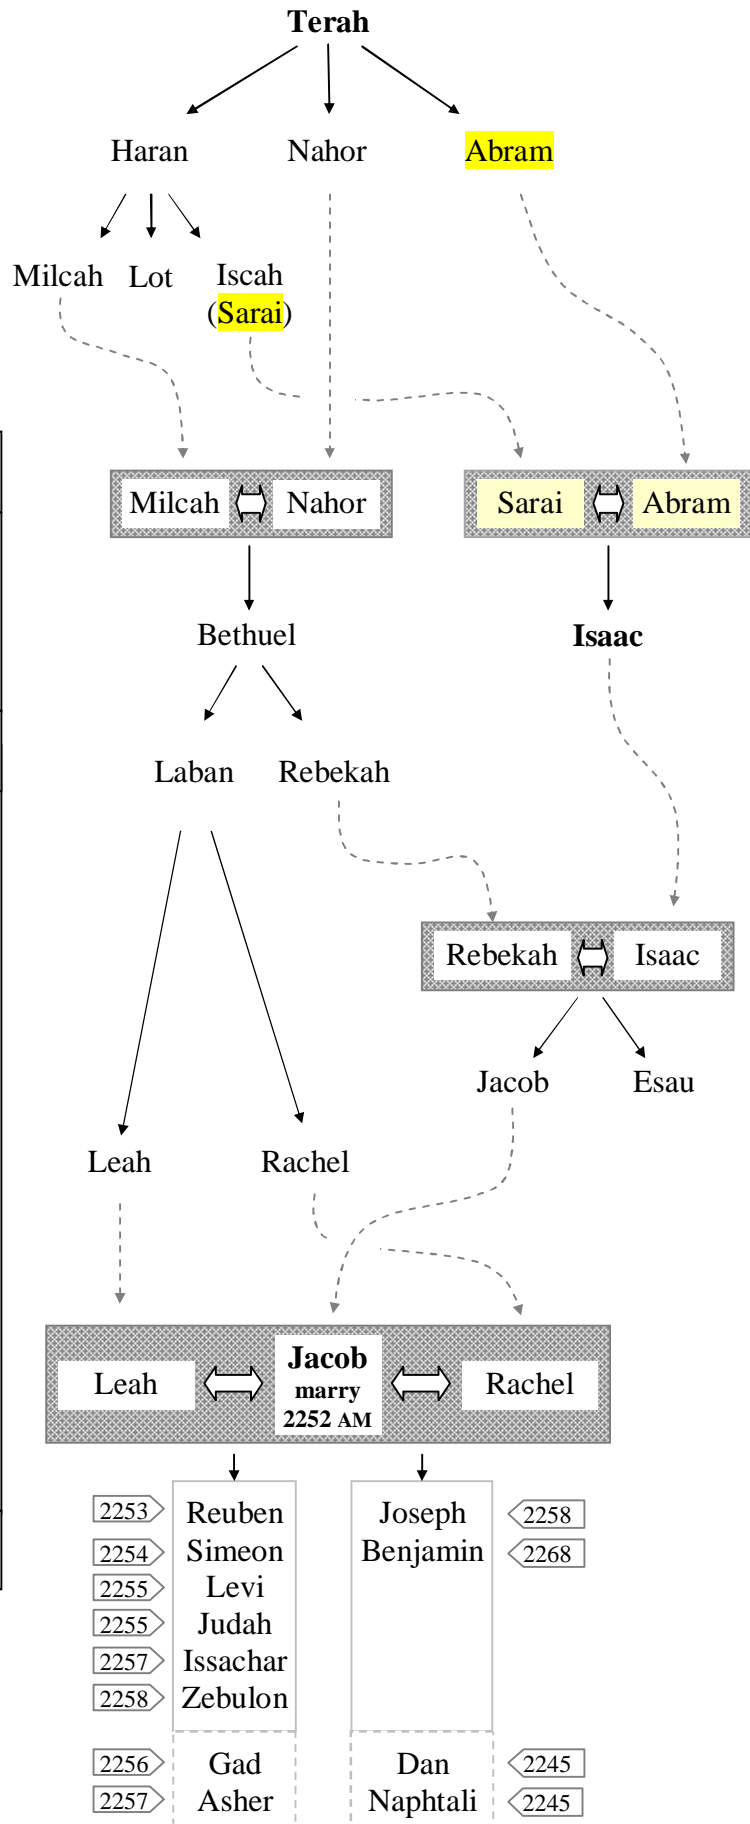 Terah
Haran Nahor Abram
Milcah Lot Iscah
(Sarai)
Milcah Nahor Sarai Abram
Bethuel Isaac
Laban Rebekah
Rebekah Isaac
Jacob Esau
Leah Rachel
Leah Jacob Rachel
marry
2252 AM
2253 Reuben Joseph 2258
2254 Simeon Benjamin 2268
2255 Levi
2255 Judah
2257 Issachar
2258 Zebulon
2256 Gad Dan 2245
2257 Asher Naphtali 2245